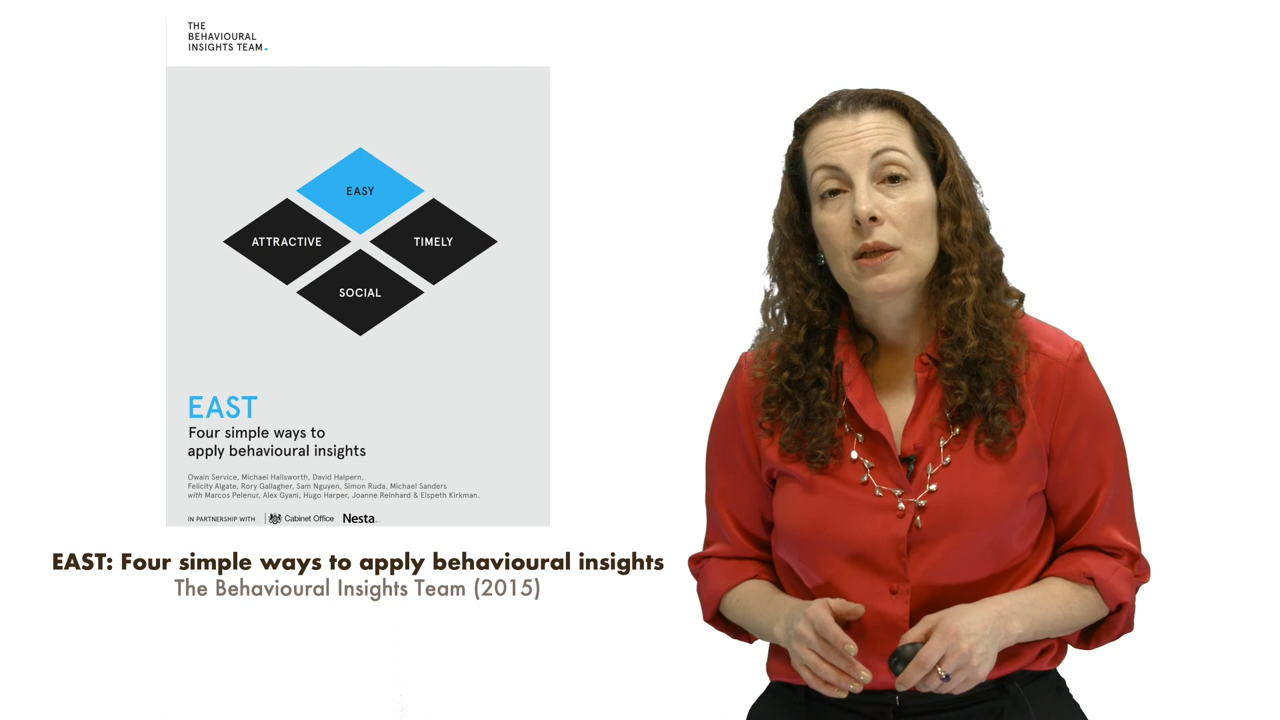 THE
BEHAVIOURAL
INSIGHTS TEAM.
EASY
ATTRACTIVE
TIMELY
SOCIAL
EAST
Four simple ways to
apply behavioural insights
Owain Service, Michael Hallsworth, David Halpern,
Felicity Algate, Rory Gallagher, Sam Nguyen, Simon Ruda, Michael Sanders
with Marcos Pelenur, Alex Gyani, Hugo Harper, Joanne Reinhard & Elspeth Kirkman.
IN PARTNERSHIP WITH
Cabinet Office
Nesta
EAST: Four simple ways to apply behavioural insights
The Behavioural Insights Team (2015)